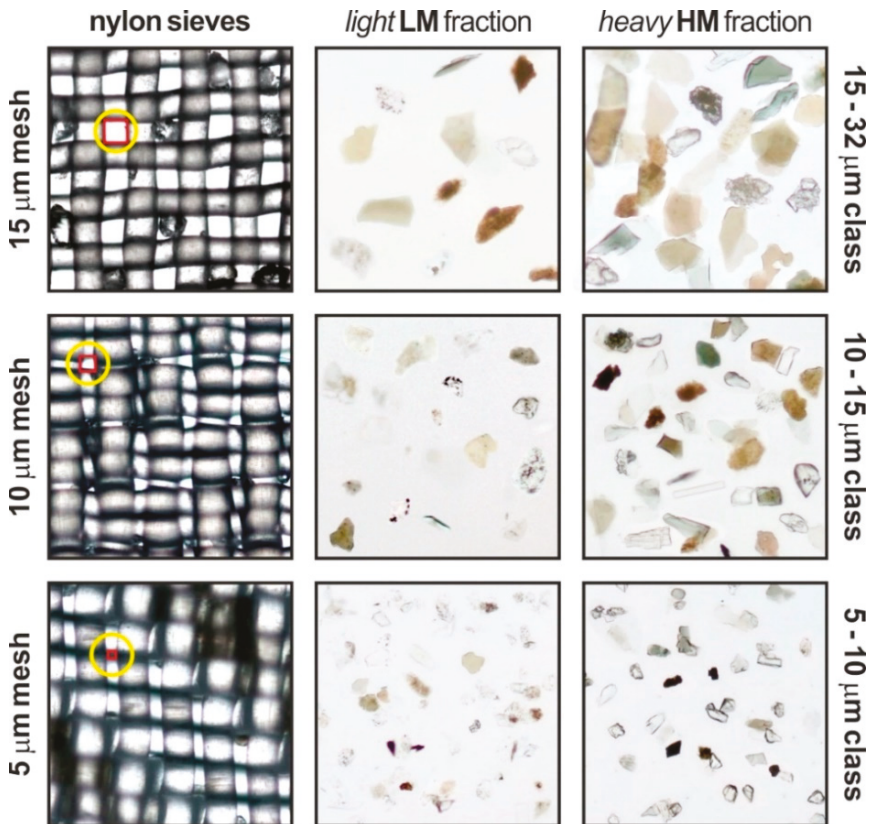 nylon sieves
light LM fraction
heavy HM fraction
15 μm mesh
15 - 32 μm class
10 μm mesh
10 - 15 μm class
5 μm mesh
5 - 10 μm class